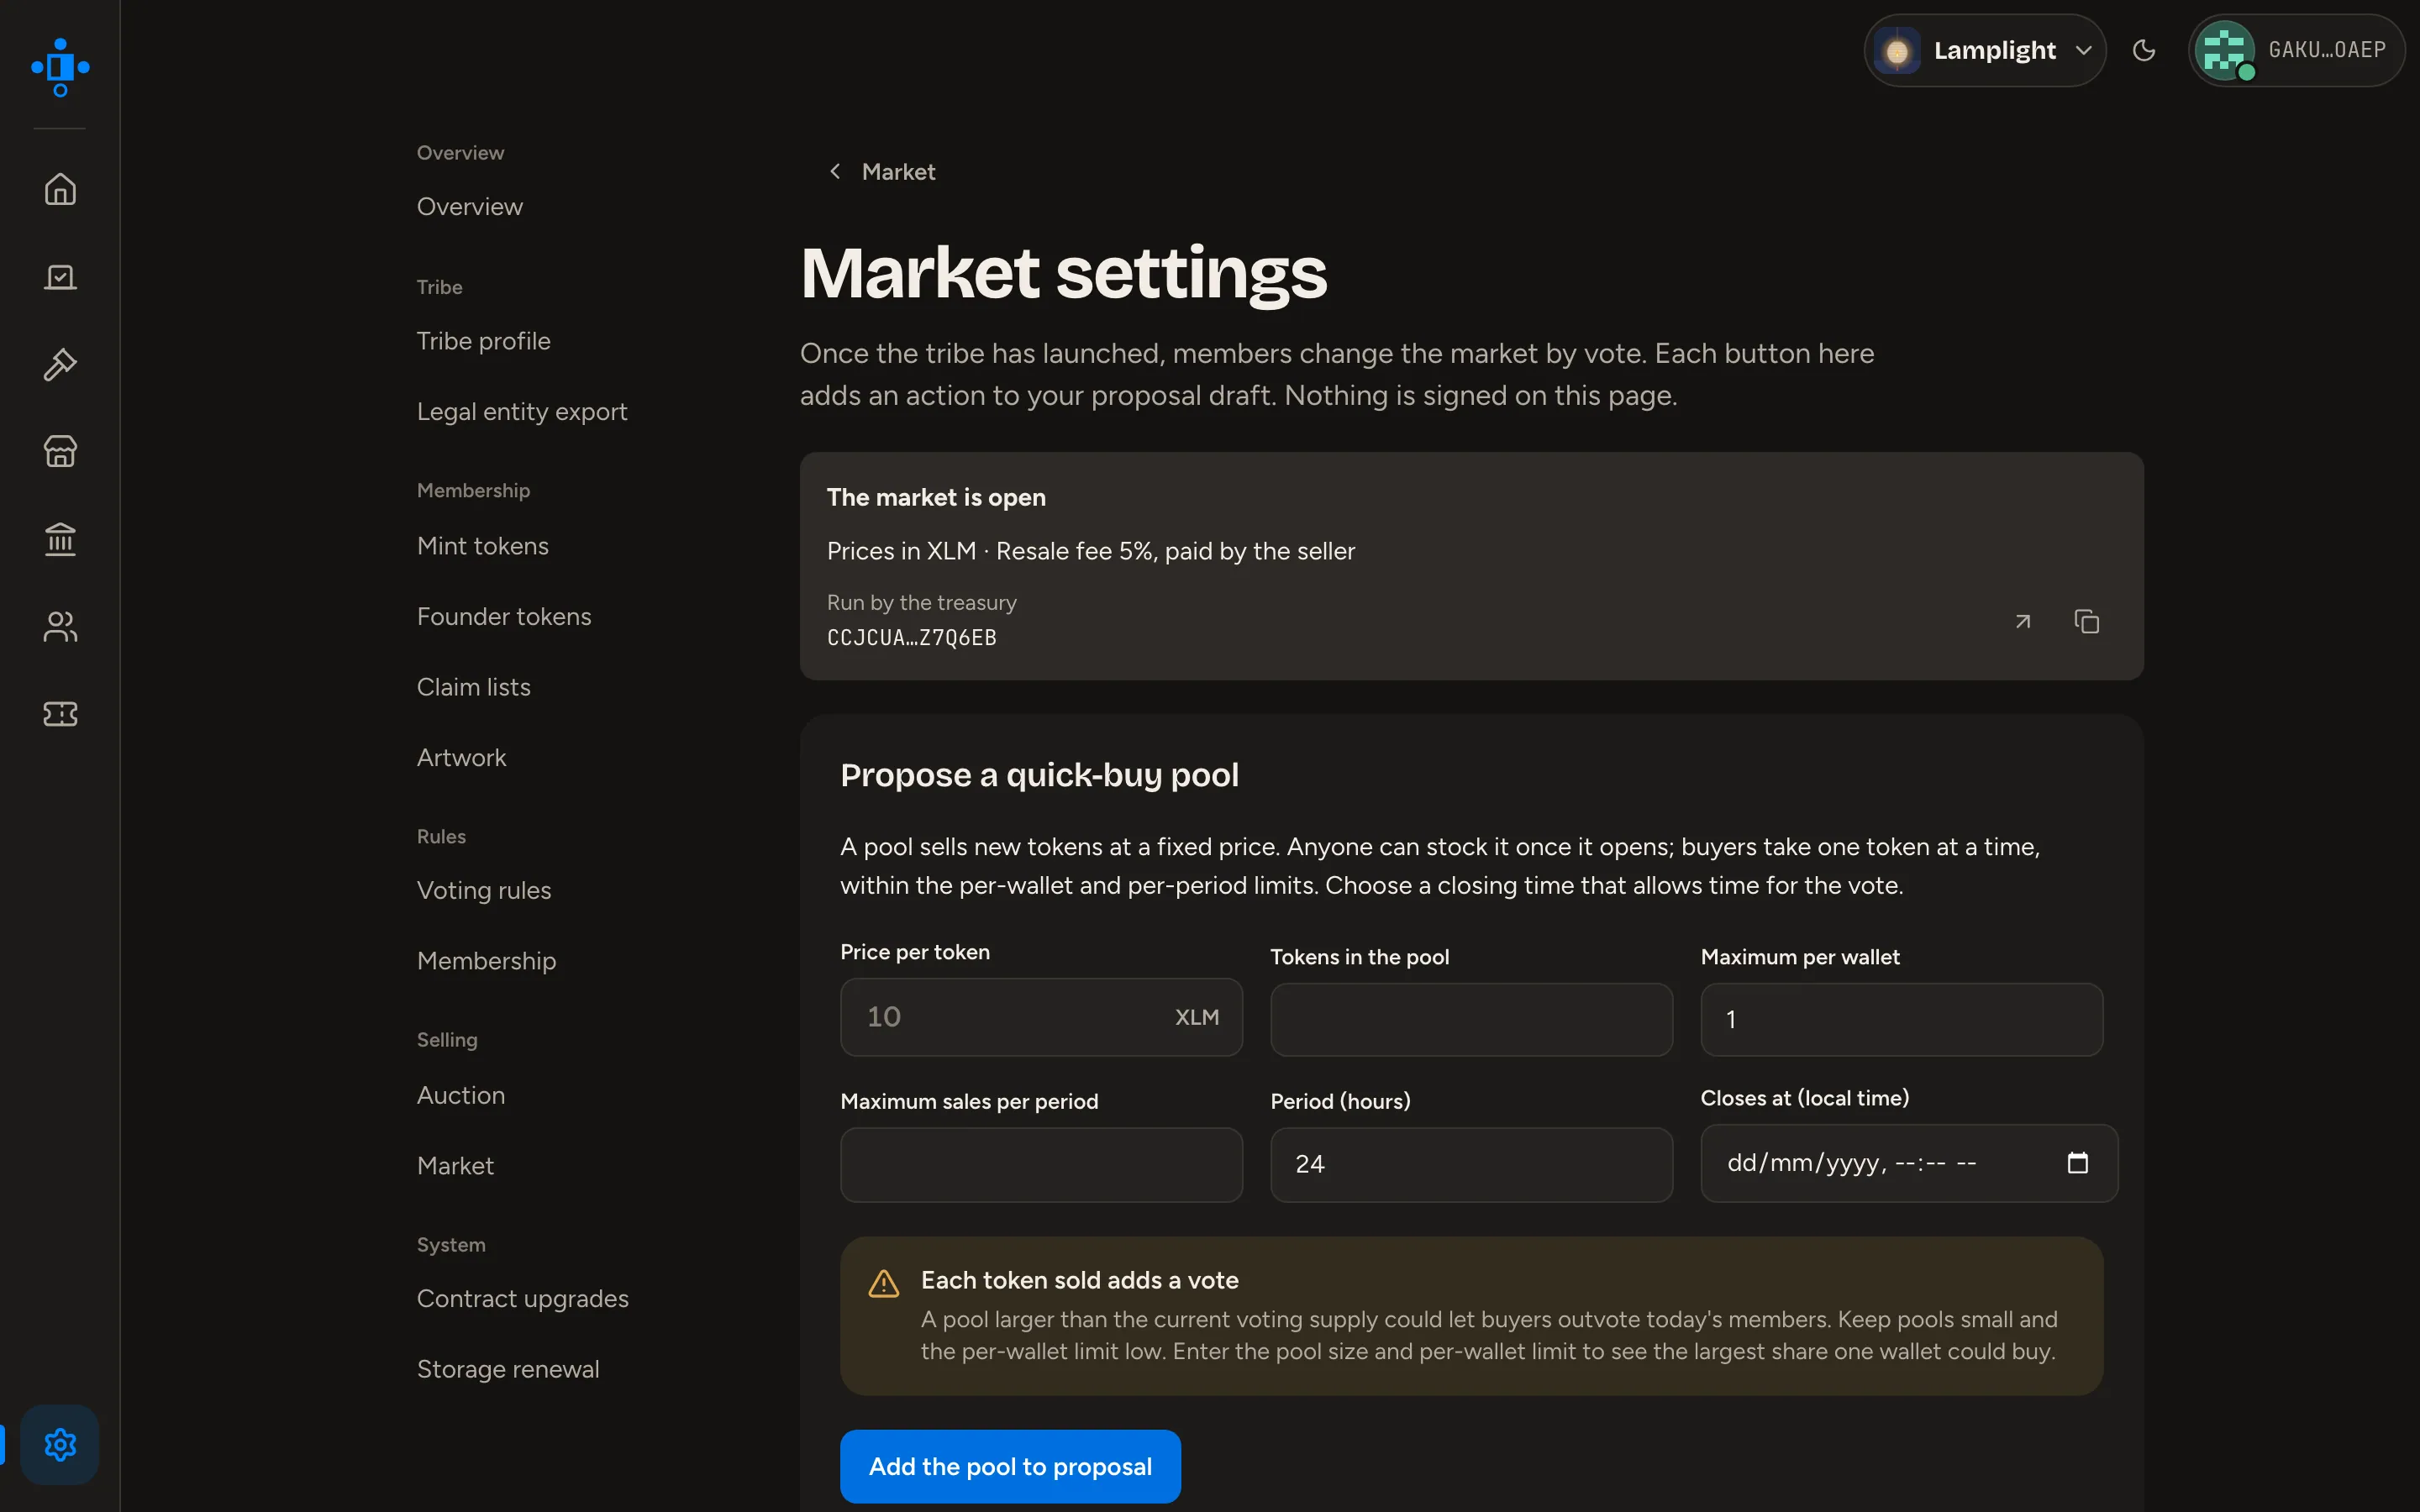 Lamplight
GAKU…OAEP
Overview
Overview
Tribe
Tribe profile
Legal entity export
Membership
Mint tokens
Founder tokens
Claim lists
Artwork
Rules
Voting rules
Membership
Selling
Auction
Market
System
Contract upgrades
Storage renewal
Market
Market settings
Once the tribe has launched, members change the market by vote. Each button here
adds an action to your proposal draft. Nothing is signed on this page.
The market is open
Prices in XLM · Resale fee 5%, paid by the seller
Run by the treasury
CCJCUA…Z7Q6EB
Propose a quick-buy pool
A pool sells new tokens at a fixed price. Anyone can stock it once it opens; buyers take one token at a time,
within the per-wallet and per-period limits. Choose a closing time that allows time for the vote.
Price per token
10 XLM
Tokens in the pool
Maximum per wallet
1
Maximum sales per period
Period (hours)
24
Closes at (local time)
dd/mm/yyyy, --:-- --
Each token sold adds a vote
A pool larger than the current voting supply could let buyers outvote today's members. Keep pools small and
the per-wallet limit low. Enter the pool size and per-wallet limit to see the largest share one wallet could buy.
Add the pool to proposal